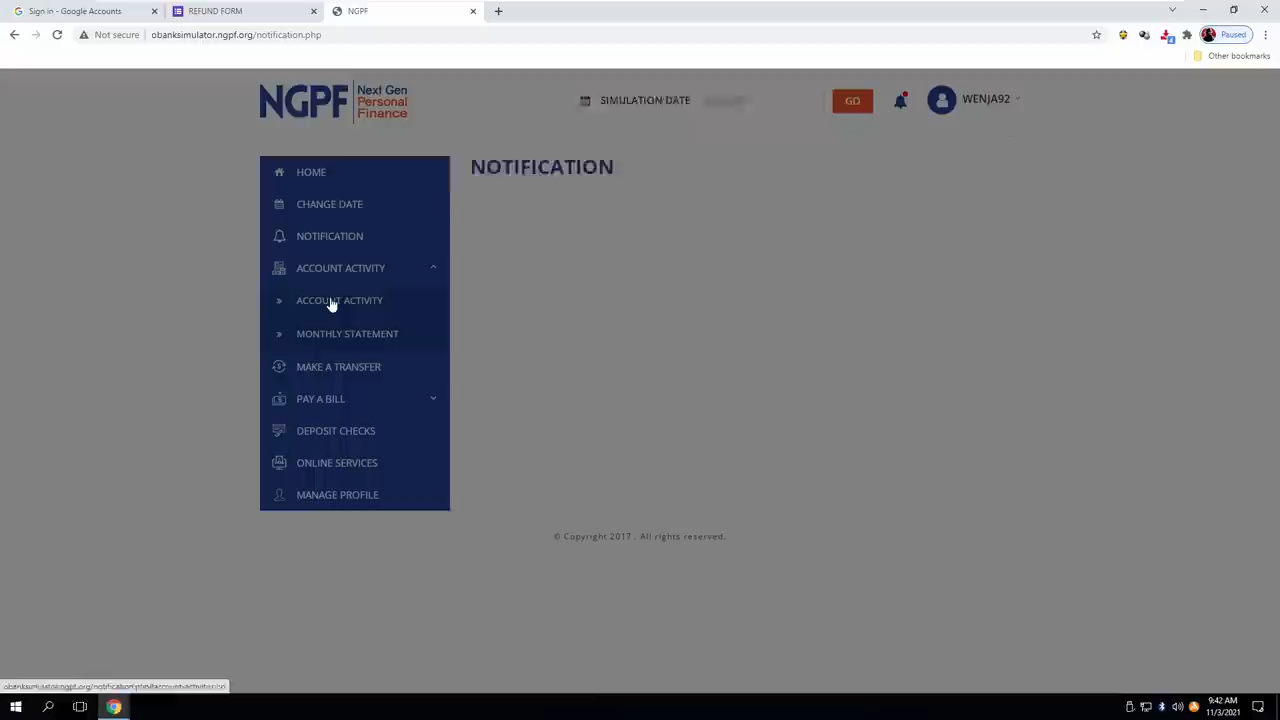 Sign in - Google Accounts
REFUND FORM
NGPF
Not secure
obanksimulator.ngpf.org/notification.php
Paused
Other bookmarks
NGPF Next Gen Personal Finance
SIMULATION DATE
GO
WENJA92
NOTIFICATION
HOME
CHANGE DATE
NOTIFICATION
ACCOUNT ACTIVITY
ACCOUNT ACTIVITY
MONTHLY STATEMENT
MAKE A TRANSFER
PAY A BILL
DEPOSIT CHECKS
ONLINE SERVICES
MANAGE PROFILE
© Copyright 2017 . All rights reserved.
9:42 AM
11/3/2021